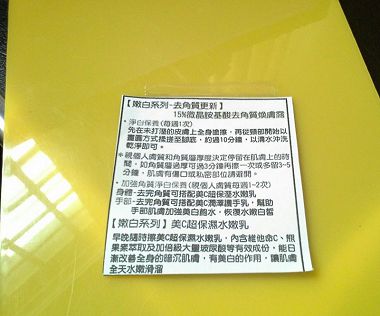 【嫩白系列-去角質更新】
15%微晶胺基酸去角質煥膚露
*淨白保養(每週1次)
先在未打溼的皮膚上全身塗擦,再從頸部開始以
畫圓方式搓搓至腳底,約過10分鐘,以清水沖洗
乾淨即可。
*視個人膚質和角質層厚度決定停留在肌膚上的時
間,如角質層過厚可過3分鐘再擦一次或多留3~5
分鐘。肌膚有傷口或私密部位請避開。
*加強角質淨白保養(視個人膚質每週1~2次)
身體-去完角質可搭配美C超保濕水嫩乳
手部-去完角質可搭配美C潤澤護手乳,幫助
手部肌膚加強美白飽水,恢復水嫩白皙
【嫩白系列】美C超保濕水嫩乳
早晚隨時擦美C超保濕水嫩乳,內含維他命C、熊
果素萃取及加倍級大量玻尿酸等有效成份,能日
漸改善全身的暗沉肌膚,有美白的作用,讓肌膚
全天水嫩滑溜